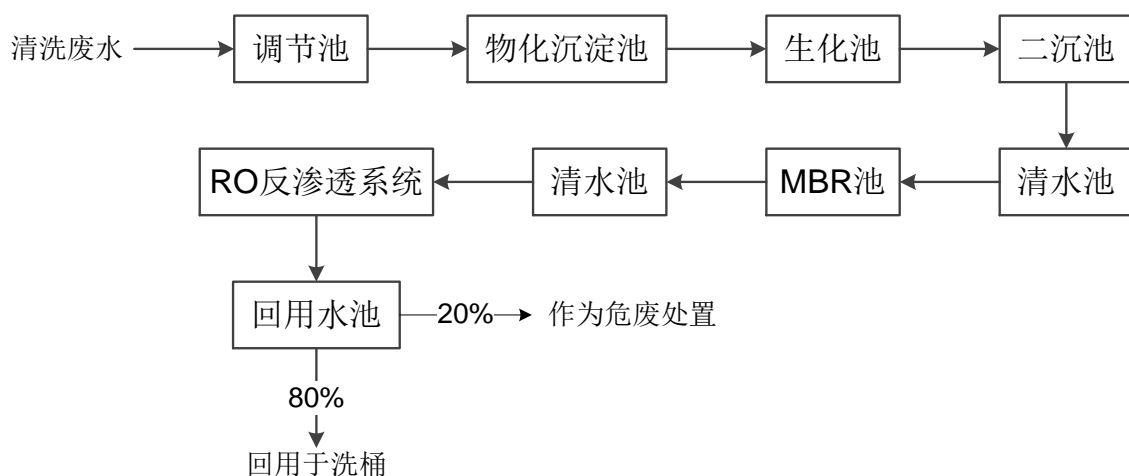 清洗废水
调节池
物化沉淀池
生化池
二沉池
RO反渗透系统
清水池
MBR池
清水池
回用水池
20%
作为危废处置
80%
回用于洗桶